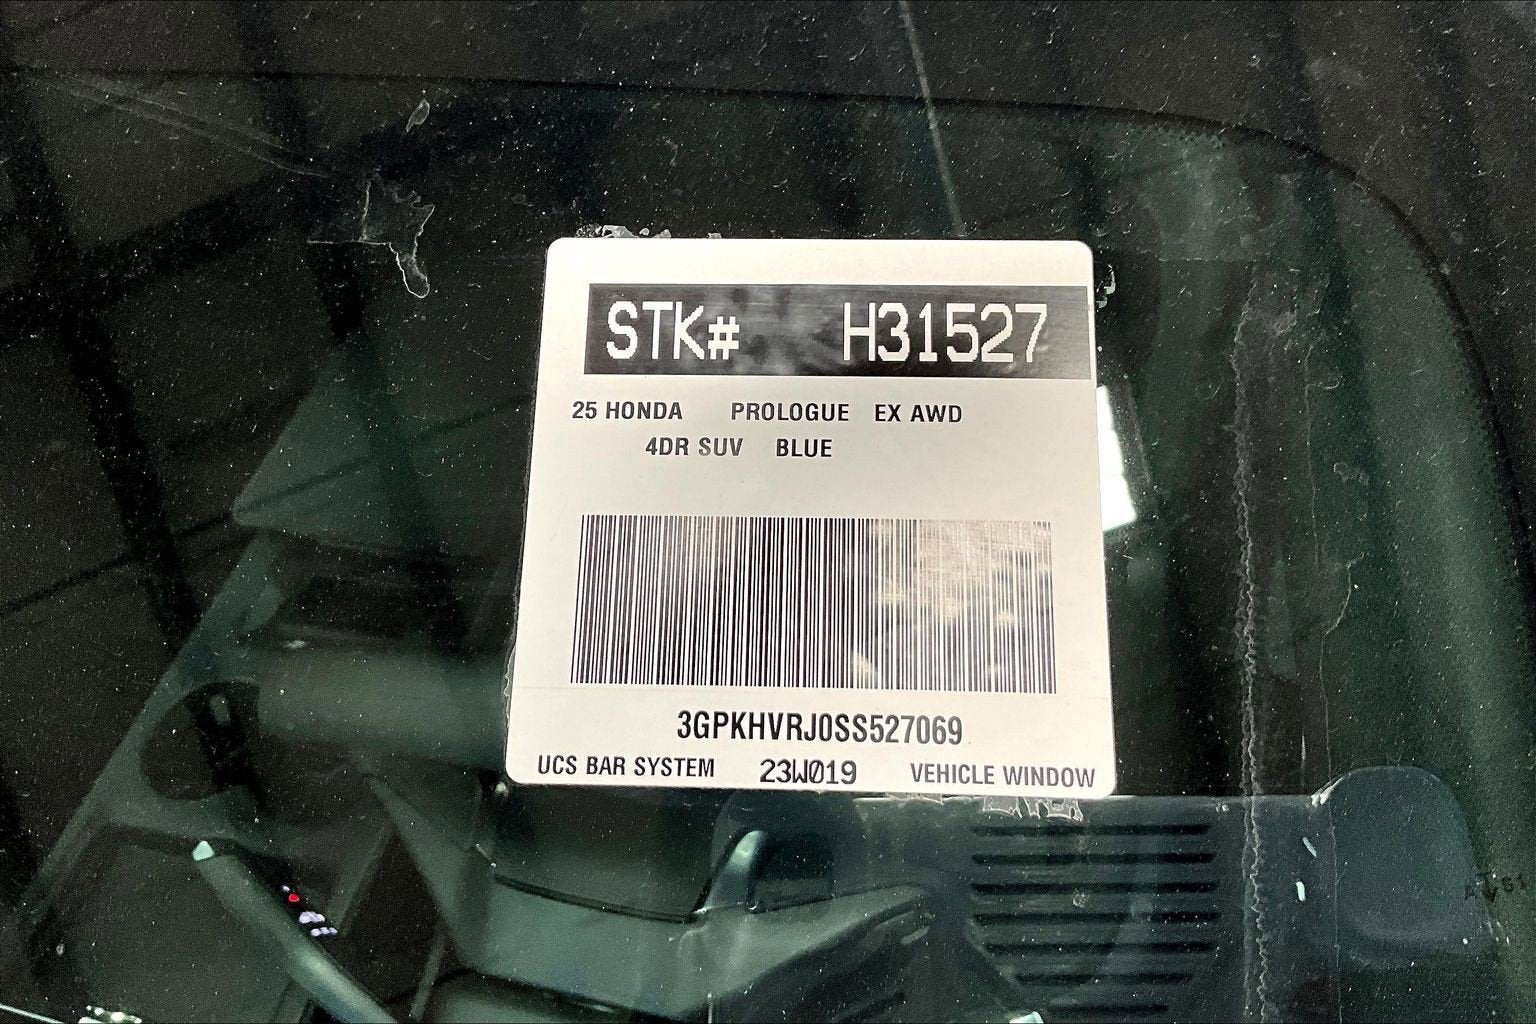 STK# H31527
25 HONDA PROLOGUE EX AWD
4DR SUV BLUE
3GPKHVRJ0SS527069
UCS BAR SYSTEM 23W019 VEHICLE WINDOW